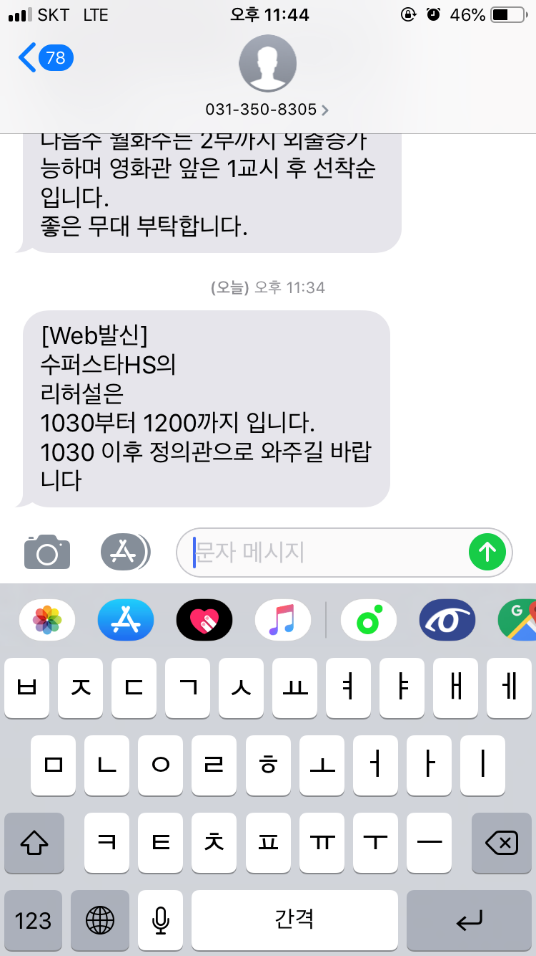 SKT LTE 오후 11:44 46%
78
031-350-8305
다음주 월화수는 2부까지 외출증가
능하며 영화관 앞은 1교시 후 선착순
입니다.
좋은 무대 부탁합니다.
(오늘) 오후 11:34
[Web발신]
수퍼스타HS의
리허설은
1030부터 1200까지 입니다.
1030 이후 정의관으로 와주길 바랍
니다
문자 메시지
G
ㅂ ㅈ ㄷ ㄱ ㅅ ㅛ ㅕ ㅑ ㅐ ㅔ
ㅁ ㄴ ㅇ ㄹ ㅎ ㅗ ㅓ ㅏ ㅣ
ㅋ ㅌ ㅊ ㅍ ㅠ ㅜ ㅡ
123 간격